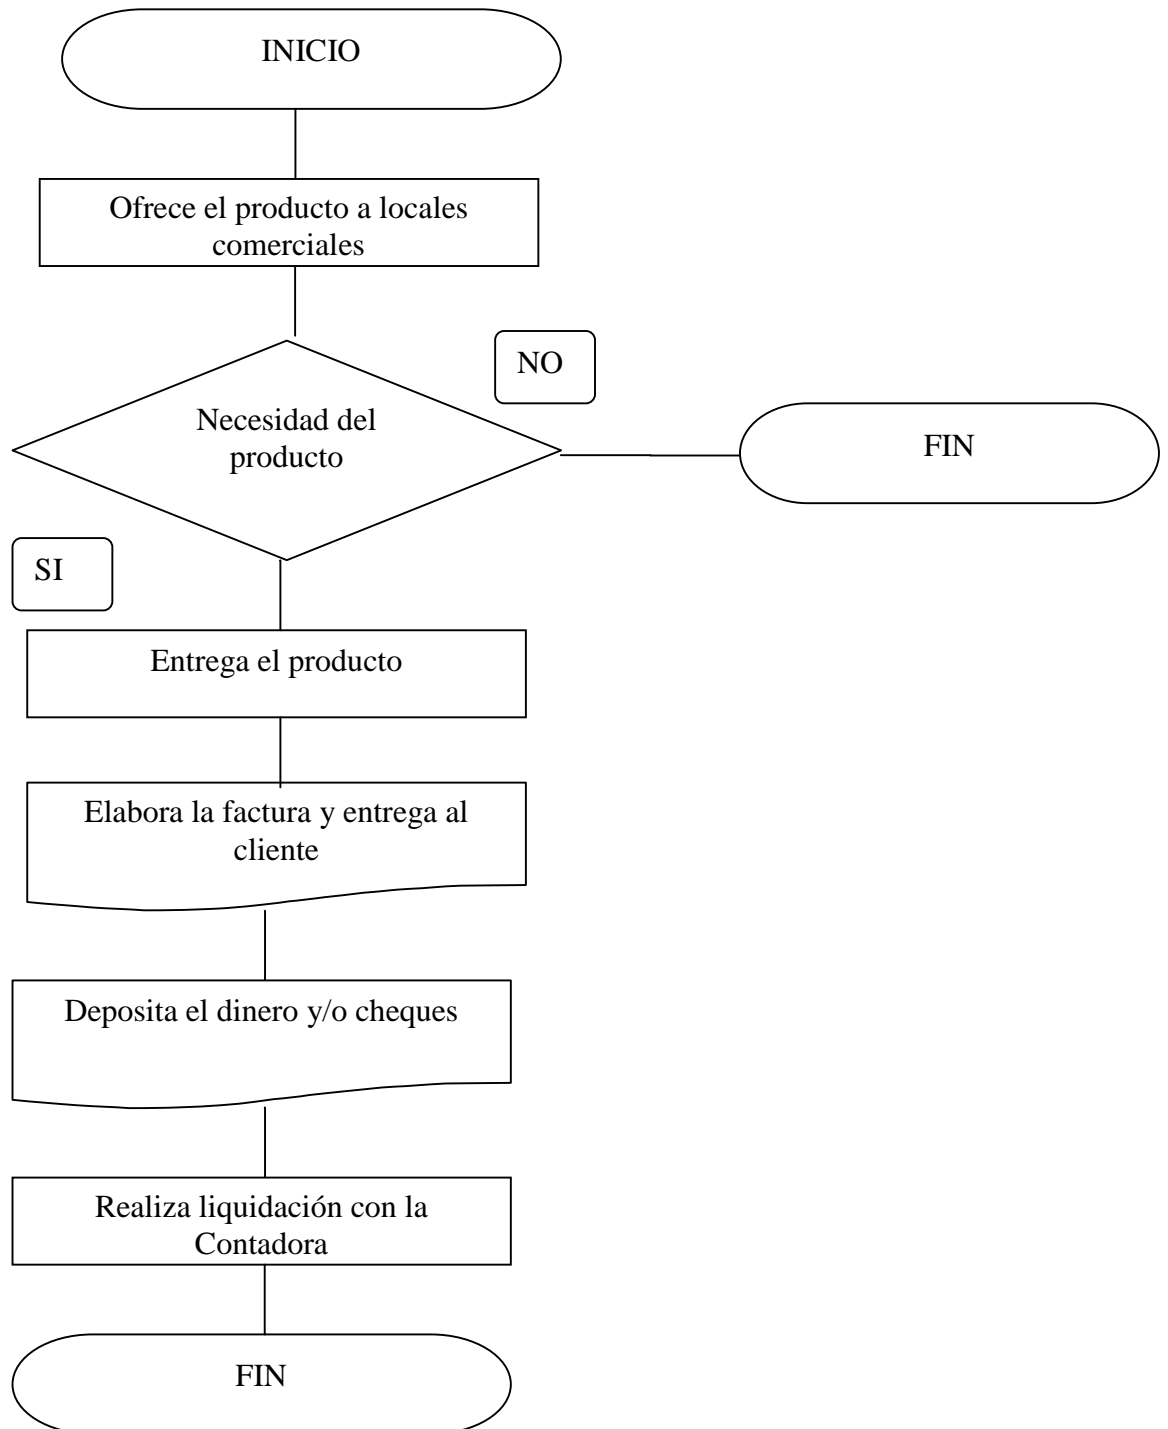 INICIO
Ofrece el producto a locales
comerciales
NO
Necesidad del
producto
FIN
SI
Entrega el producto
Elabora la factura y entrega al
cliente
Deposita el dinero y/o cheques
Realiza liquidación con la
Contadora
FIN